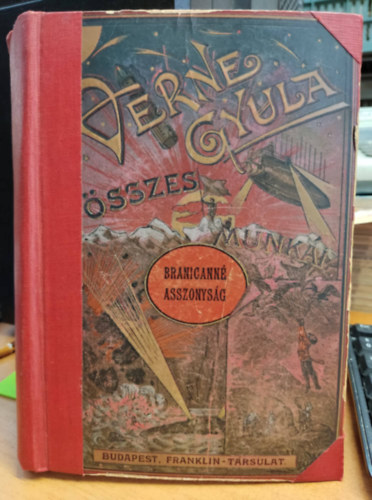 VERNE
GYULA
ÖSSZES
MUNKÁI
BRANICANNÉ
ASSZONYSÁG
BUDAPEST, FRANKLIN-TÁRSULAT.